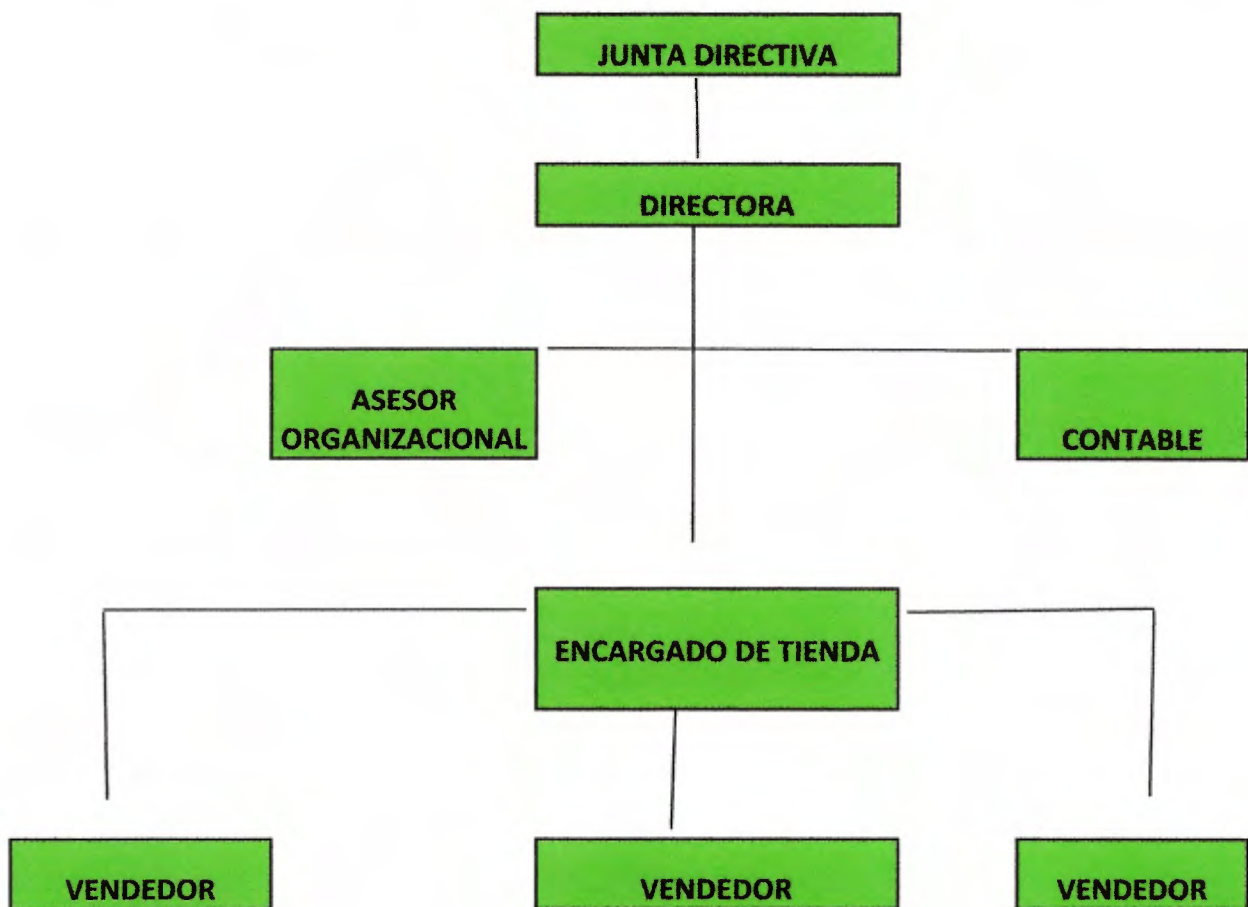 JUNTA DIRECTIVA
DIRECTORA
ASESOR
ORGANIZACIONAL
CONTABLE
ENCARGADO DE TIENDA
VENDEDOR
VENDEDOR
VENDEDOR